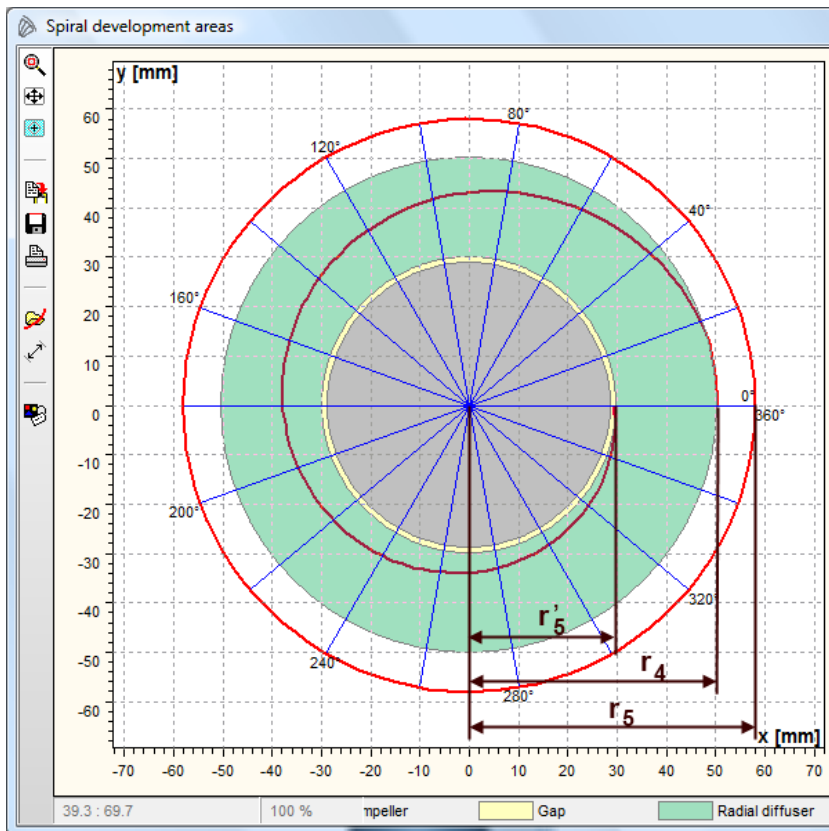 Spiral development areas
y [mm]
60
50
40
30
20
10
0
-10
-20
-30
-40
-50
-60
80°
120°
40°
160°
0°
360°
200°
320°
240°
280°
r'5
r4
r5
x [mm]
-70 -60 -50 -40 -30 -20 -10 0 10 20 30 40 50 60 70
39.3 : 69.7 100 % mpeller Gap Radial diffuser